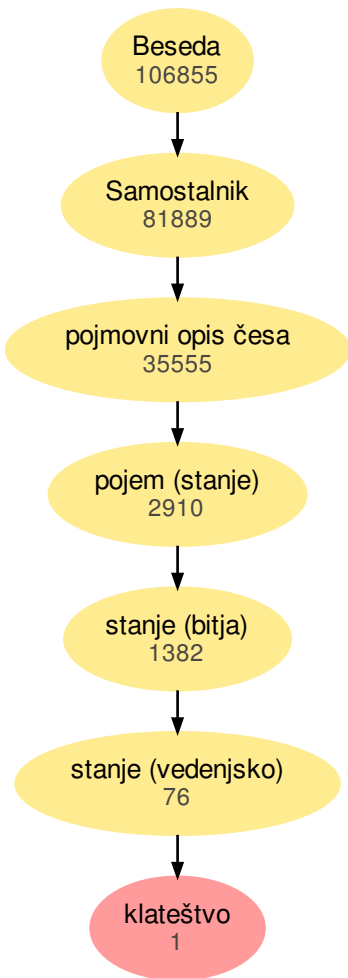 Beseda
106855
Samostalnik
81889
pojmovni opis česa
35555
pojem (stanje)
2910
stanje (bitja)
1382
stanje (vedenjsko)
76
klateštvo
1